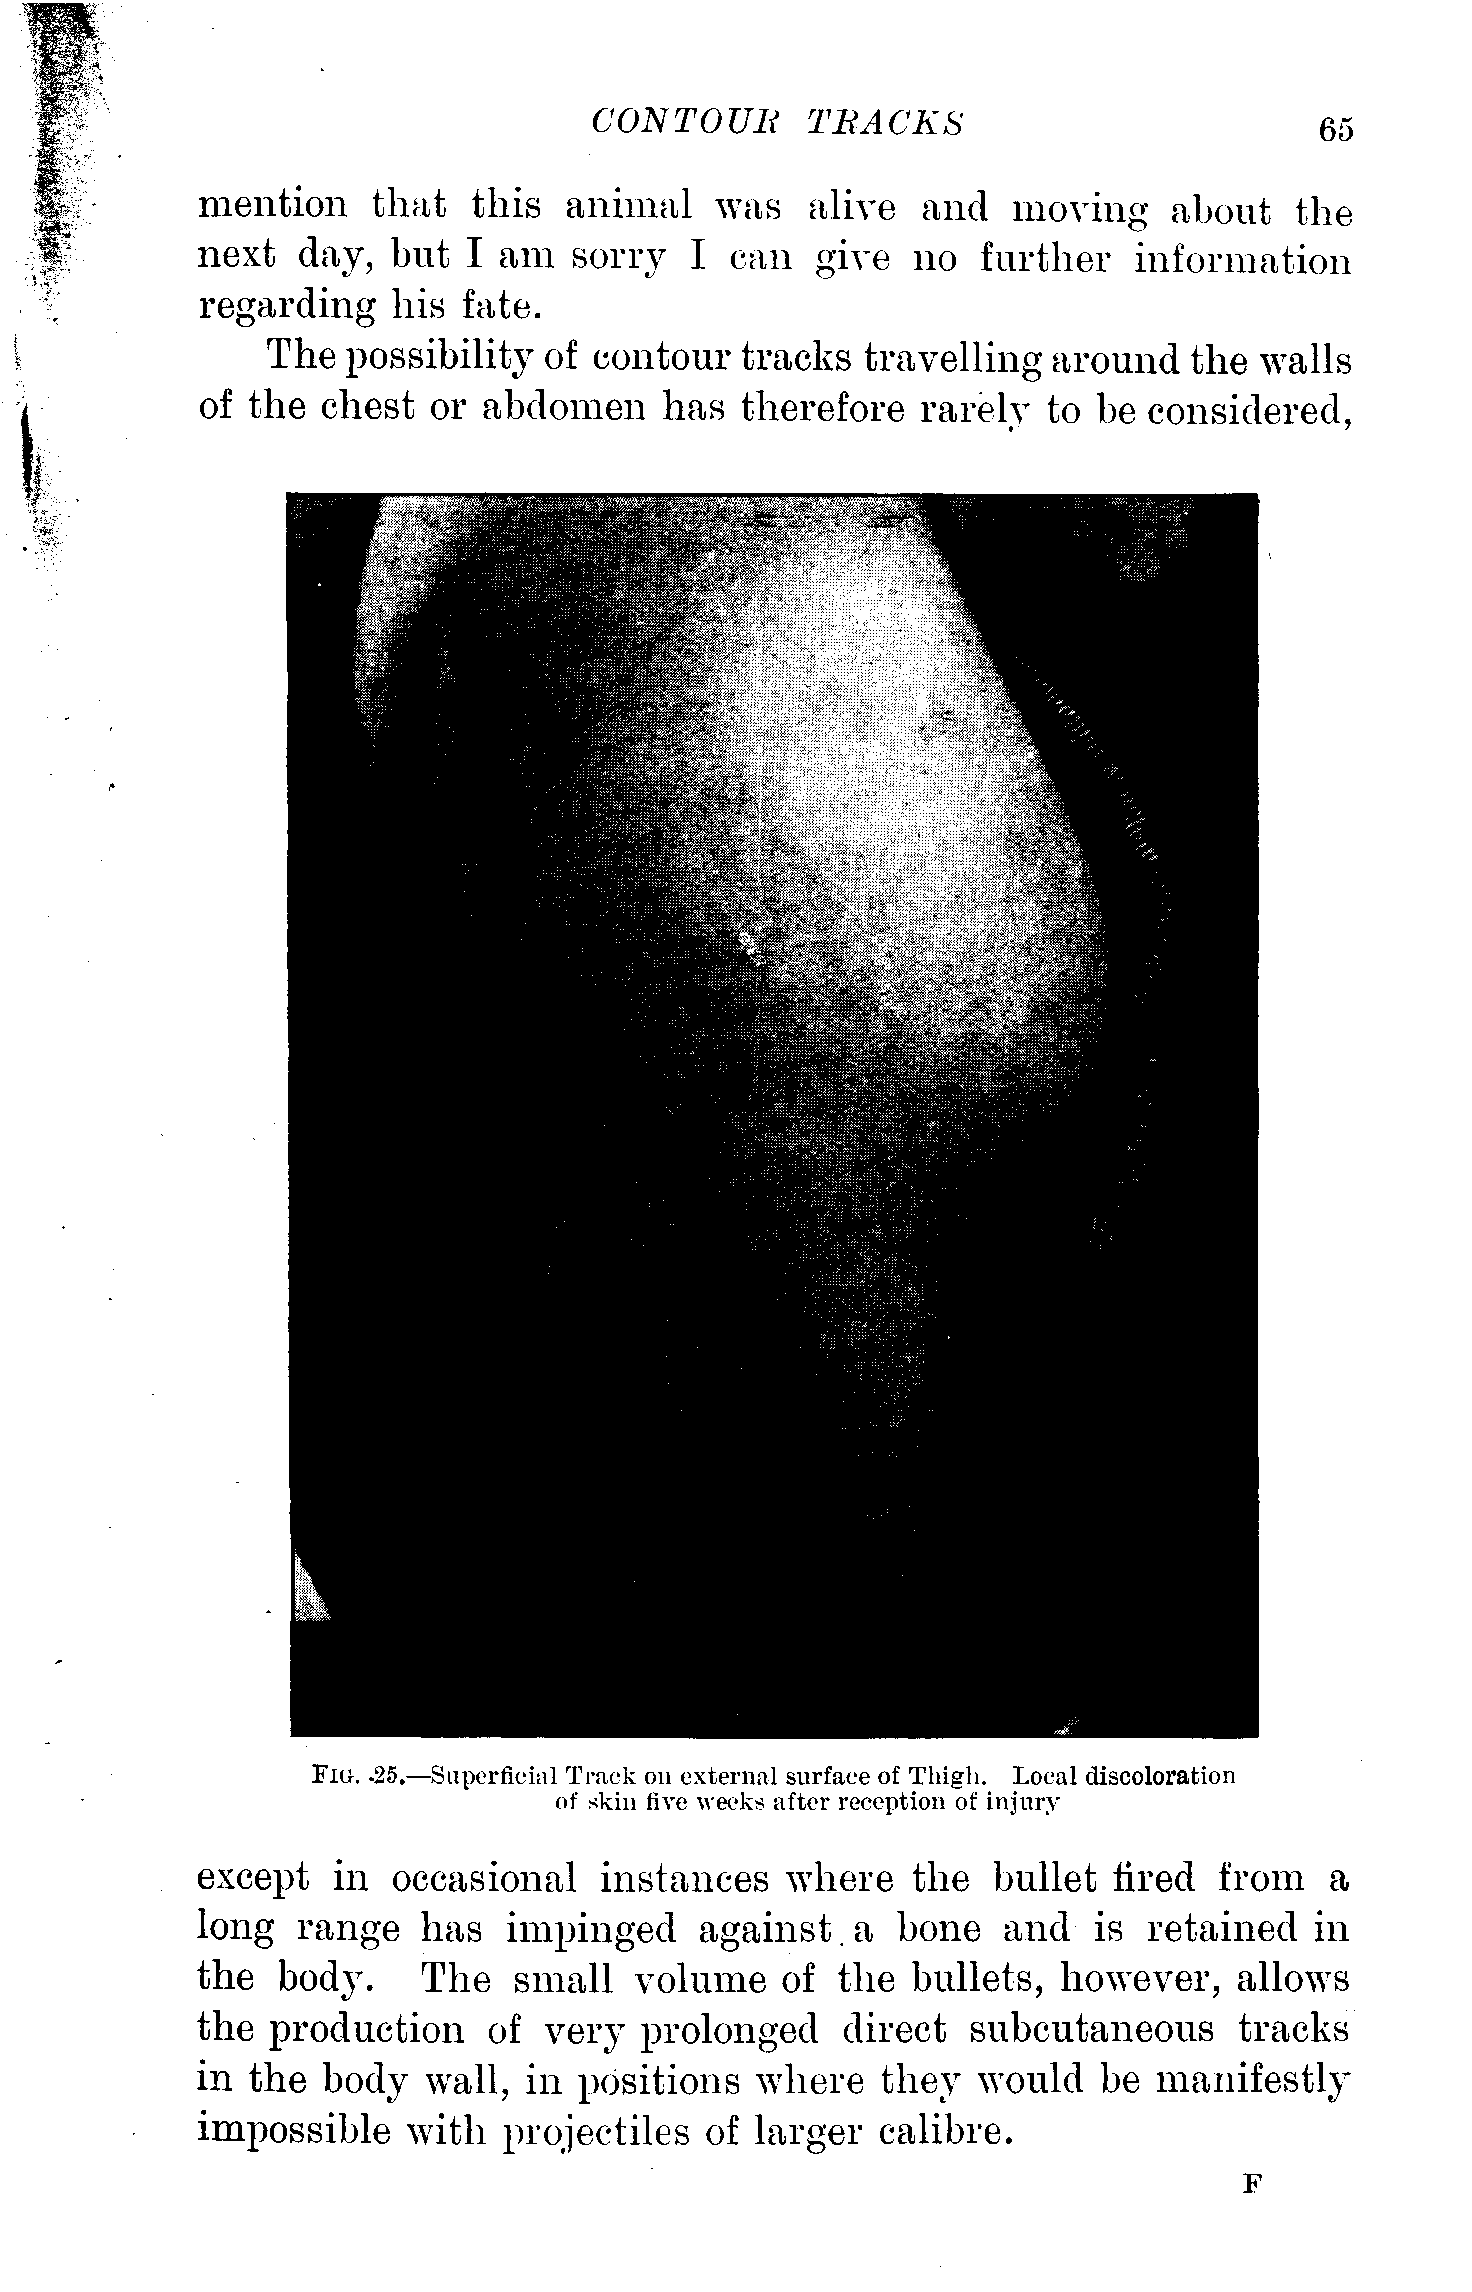 CONTOUR TRACKS 65
mention that this animal was alive and moving about the
next day, but I am sorry I can give no further information
regarding his fate.
The possibility of contour tracks travelling around the walls
of the chest or abdomen has therefore rarely to be considered,
FIG. 25.—Superficial Track on external surface of Thigh. Local discoloration
of skin five weeks after reception of injury
except in occasional instances where the bullet fired from a
long range has impinged against a bone and is retained in
the body. The small volume of the bullets, however, allows
the production of very prolonged direct subcutaneous tracks
in the body wall, in positions where they would be manifestly
impossible with projectiles of larger calibre.
F